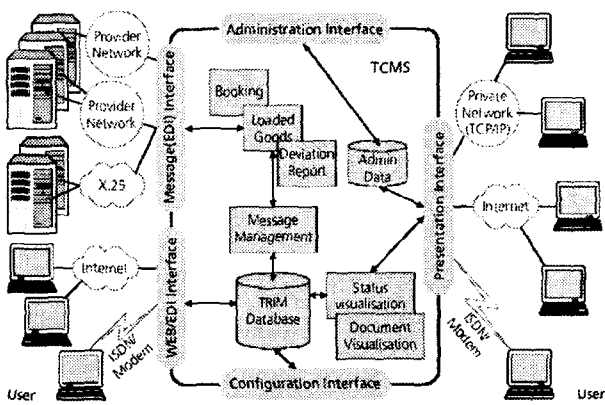 Provider
Network
Provider
Network
X.25
Internet
ISDN/
Modem
User
Message(EDI) Interface
WEB/EDI Interface
Administration Interface
TCMS
Booking
Loaded
Goods
Deviation
Report
Admin
Data
Message
Management
TRIM
Database
Status
visualisation
Document
Visualisation
Configuration Interface
Presentation Interface
Private
Network
(TCP/IP)
Internet
ISDN/
Modem
User